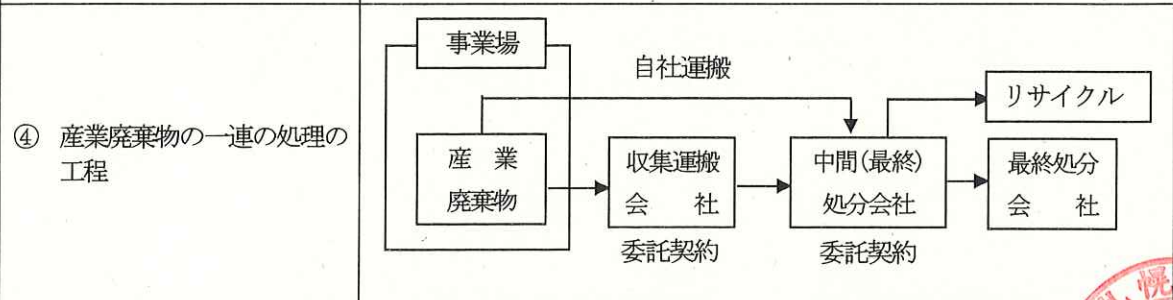 ④ 産業廃棄物の一連の処理の
工程
事業場
自社運搬
リサイクル
産 業
廃棄物
収集運搬
会 社
中間(最終)
処分会社
最終処分
会 社
委託契約
委託契約
札幌